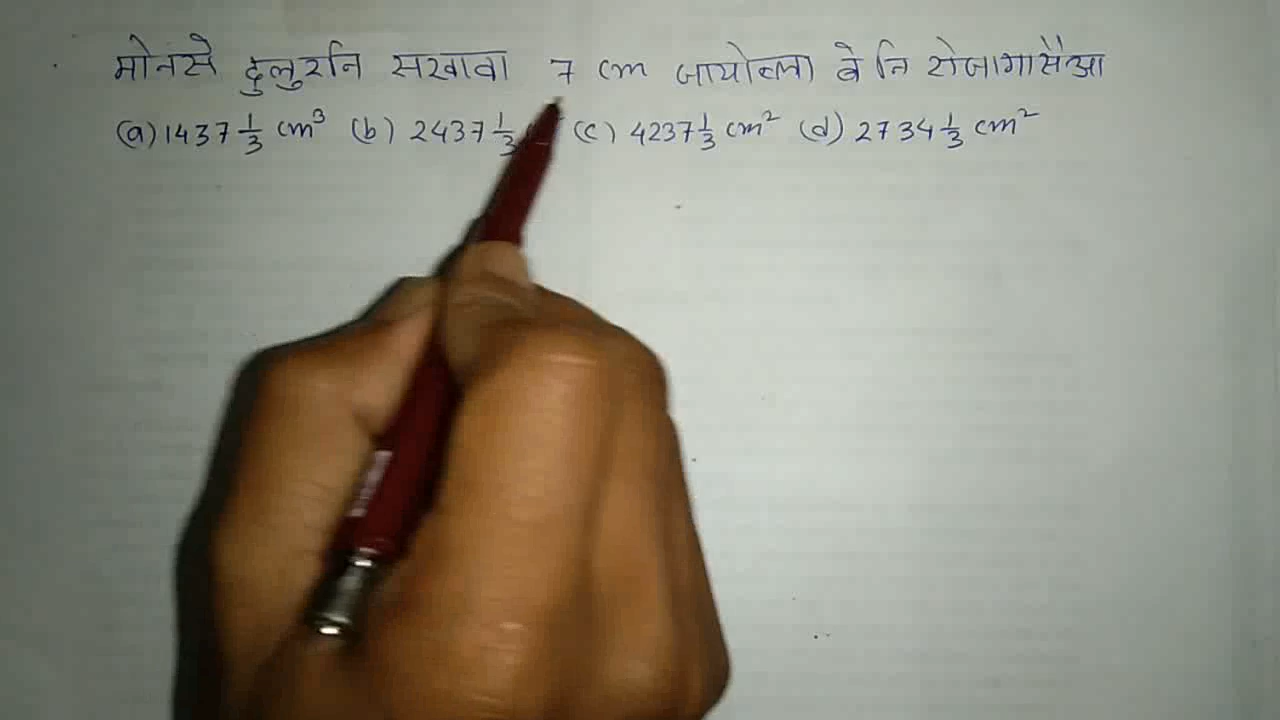 मोनसे दुलुरनि सखावा 7 cm जायोब्ला बे नि रोजागासैआ
(a) 1437 1/3 cm³ (b) 2437 1/3 (c) 4237 1/3 cm² (d) 2734 1/3 cm²